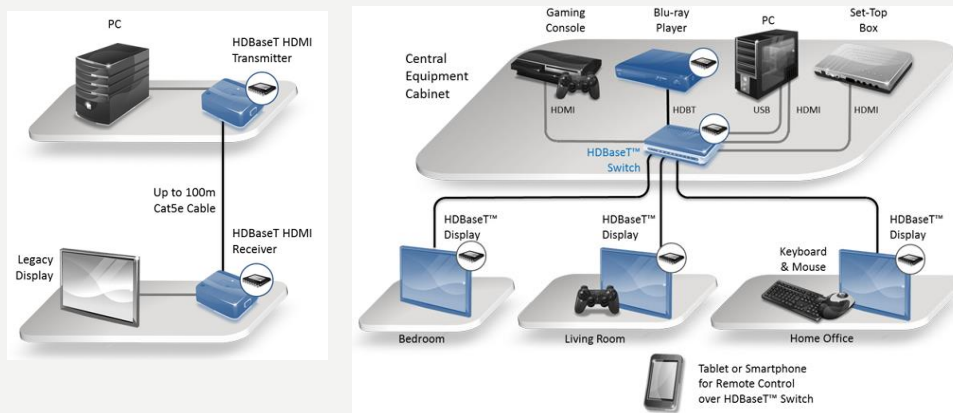 PC
HDBaseT HDMI
Transmitter
Up to 100m
Cat5e Cable
HDBaseT HDMI
Receiver
Legacy
Display
Gaming
Console
Blu-ray
Player
PC
Set-Top
Box
Central
Equipment
Cabinet
HDMI
HDBT
USB
HDMI
HDMI
HDBaseT™
Switch
HDBaseT™
Display
HDBaseT™
Display
HDBaseT™
Display
Keyboard
& Mouse
Bedroom
Living Room
Home Office
Tablet or Smartphone
for Remote Control
over HDBaseT™ Switch